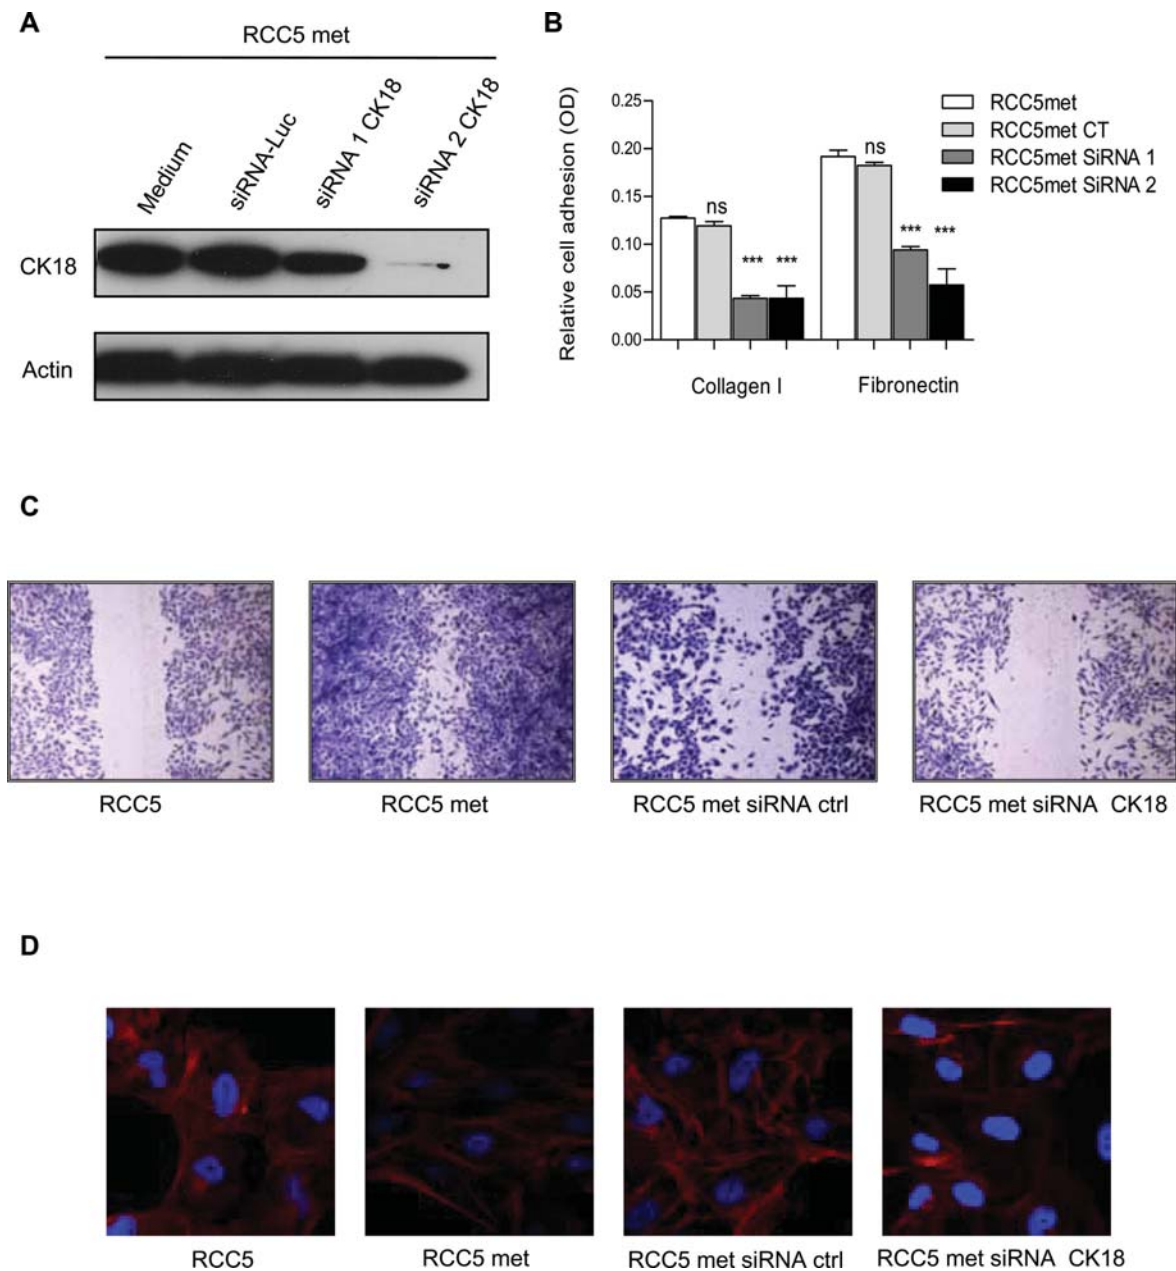 A
RCC5 met
Medium
siRNA-Luc
siRNA 1 CK18
siRNA 2 CK18
CK18
Actin
B
Relative cell adhesion (OD)
0.25
0.20
0.15
0.10
0.05
0.00
ns
*** ***
ns
*** ***
Collagen I
Fibronectin
RCC5met
RCC5met CT
RCC5met SiRNA 1
RCC5met SiRNA 2
C
RCC5
RCC5 met
RCC5 met siRNA ctrl
RCC5 met siRNA CK18
D
RCC5
RCC5 met
RCC5 met siRNA ctrl
RCC5 met siRNA CK18